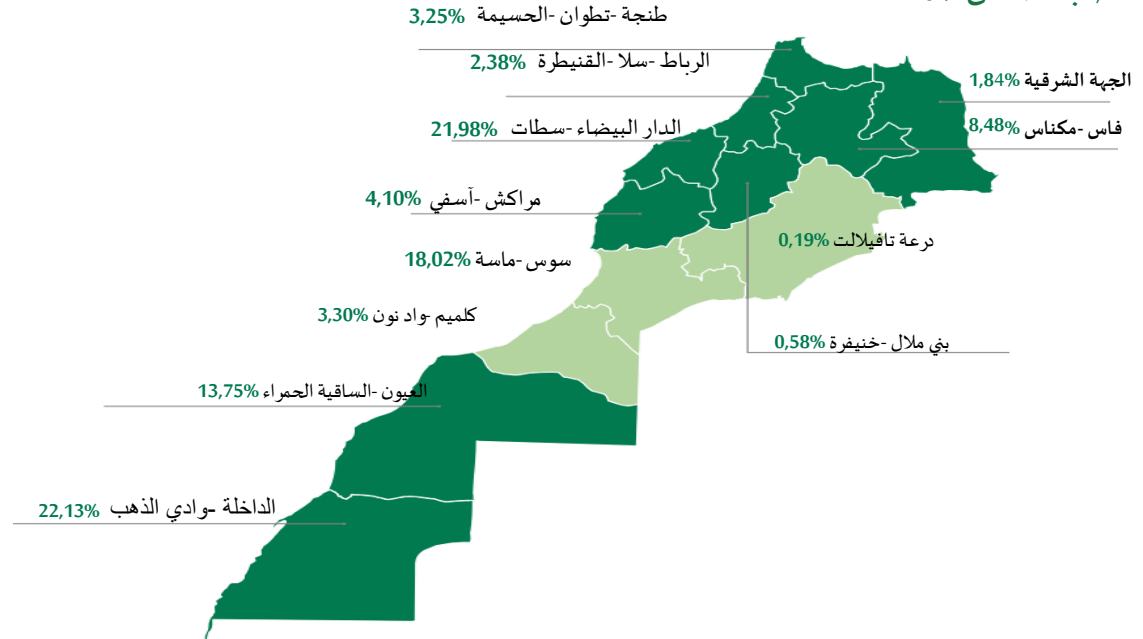 طنجة -تطوان -الحسيمة 3,25%
الرباط -سلا -القنيطرة 2,38%
الجهة الشرقية 1,84%
الدار البيضاء -سطات 21,98%
فاس -مكناس 8,48%
مراكش -آسفي 4,10%
درعة تافيلالت 0,19%
سوس -ماسة 18,02%
كلميم -واد نون 3,30%
بني ملال -خنيفرة 0,58%
العيون -الساقية الحمراء 13,75%
الداخلة -وادي الذهب 22,13%